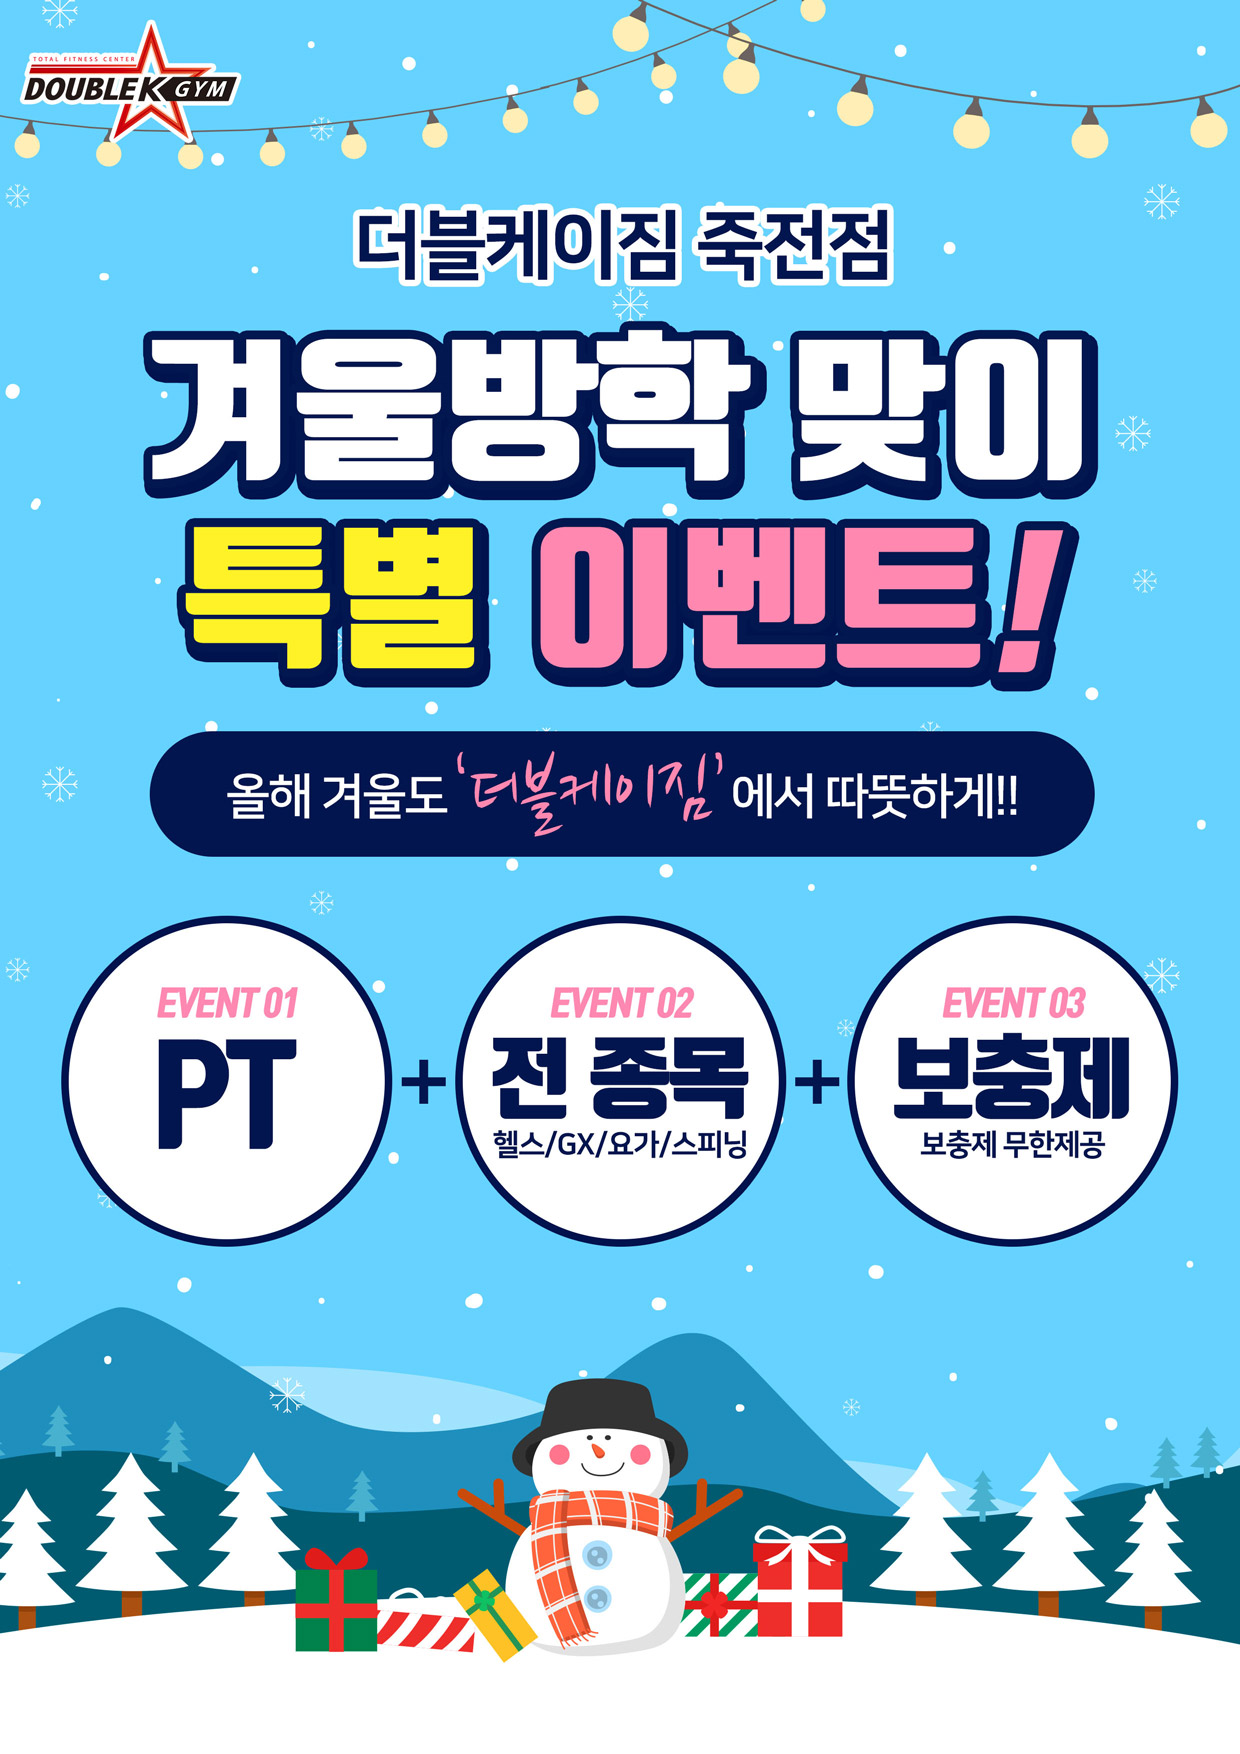 TOTAL FITNESS CENTER
DOUBLEK GYM
더블케이짐 죽전점
겨울방학 맞이
특별 이벤트!
올해 겨울도 '더블케이짐'에서 따뜻하게!!
EVENT 01
PT
+
EVENT 02
전 종목
헬스/GX/요가/스피닝
+
EVENT 03
보충제
보충제 무한제공